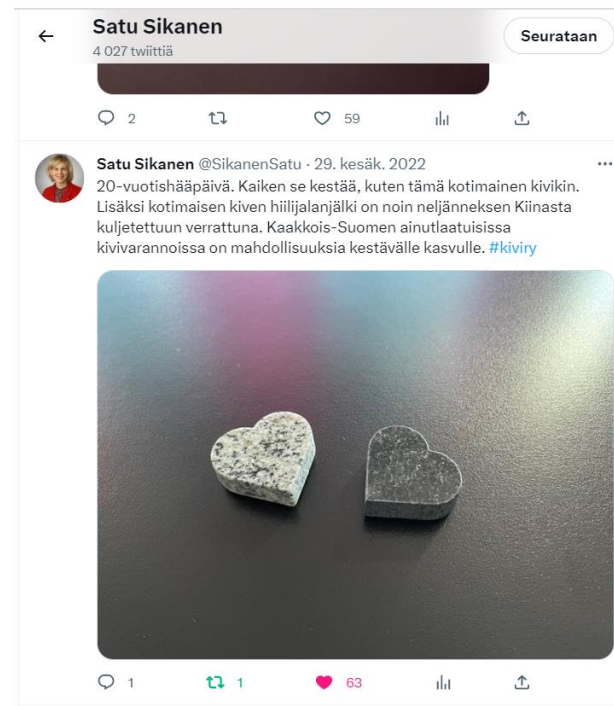 Satu Sikanen
4 027 twiittiä
Seurataan
2
59
Satu Sikanen @SikanenSatu · 29. kesäk. 2022
20-vuotishääpäivä. Kaiken se kestää, kuten tämä kotimainen kivikin.
Lisäksi kotimaisen kiven hiilijalanjälki on noin neljänneksen Kiinasta
kuljetettuun verrattuna. Kaakkois-Suomen ainutlaatuisissa
kivivarannoissa on mahdollisuuksia kestävälle kasvulle. #kiviry
1
1
63